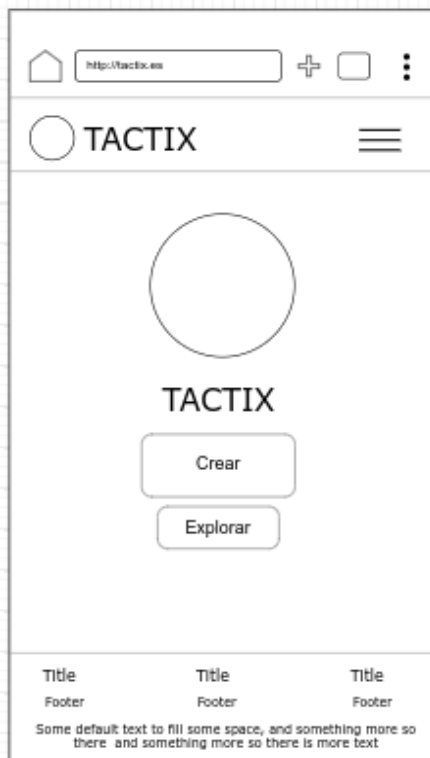 http://tactix.es
TACTIX
TACTIX
Crear
Explorar
Title Title Title
Footer Footer Footer
Some default text to fill some space, and something more so
there and something more so there is more text